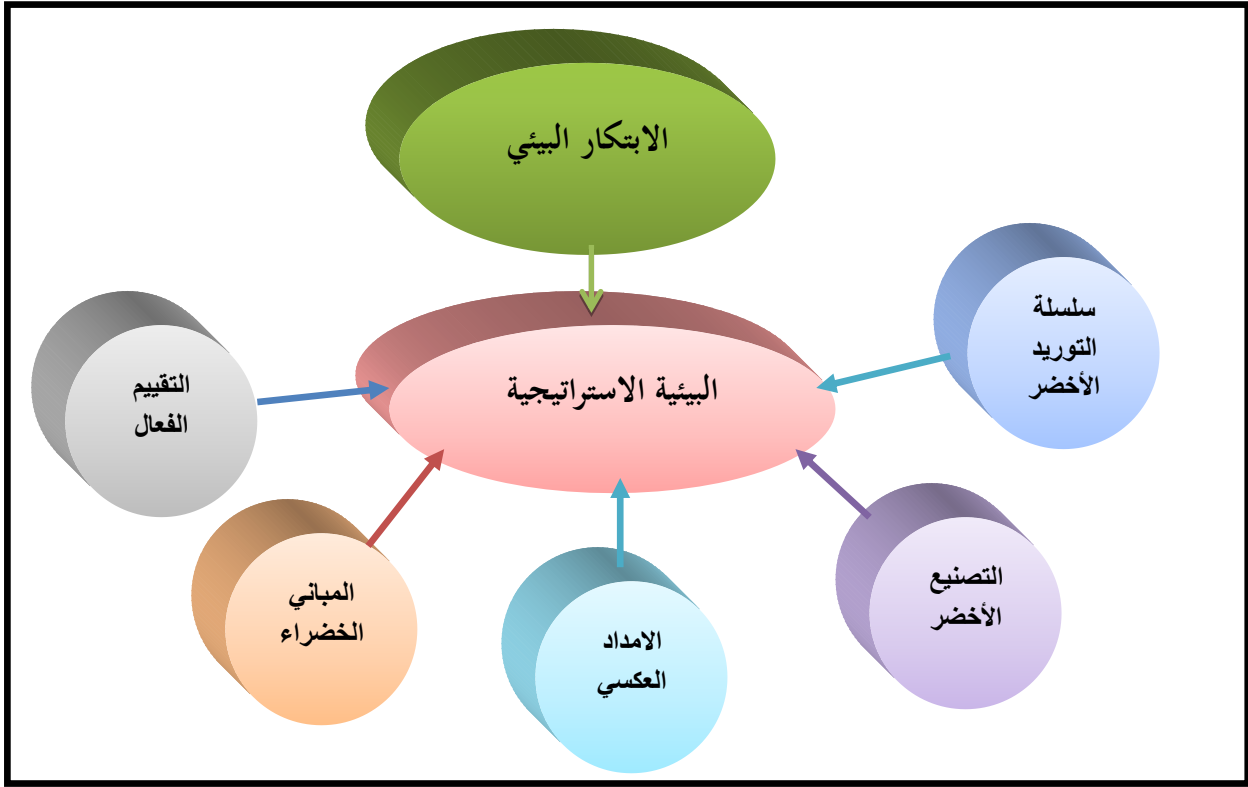 الابتكار البيئي
البيئية الاستراتيجية
سلسلة
التوريد
الأخضر
التقييم
الفعال
التصنيع
الأخضر
المباني
الخضراء
الامداد
العكسي